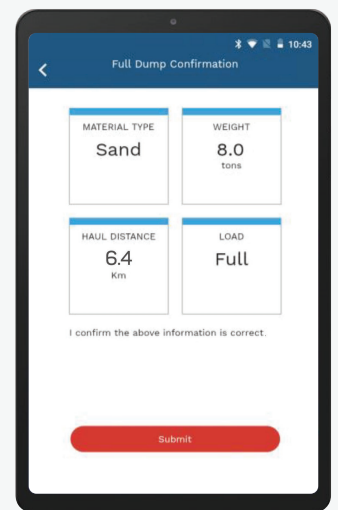 10:43
Full Dump Confirmation
MATERIAL TYPE
Sand
WEIGHT
8.0
tons
HAUL DISTANCE
6.4
Km
LOAD
Full
I confirm the above information is correct.
Submit